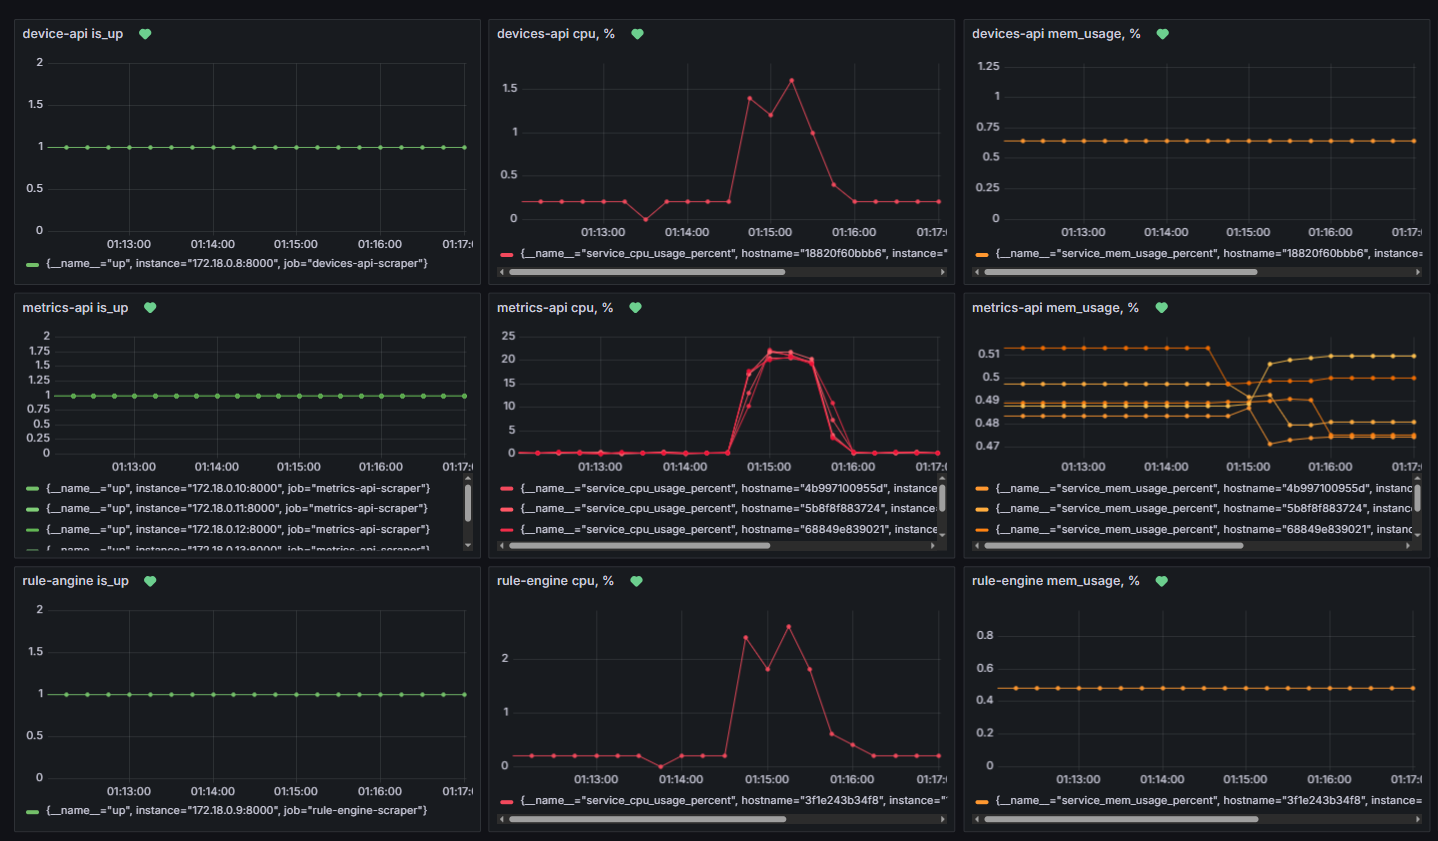 device-api is_up
2
1.5
1
0.5
0
01:13:00 01:14:00 01:15:00 01:16:00 01:17:
{__name__="up", instance="172.18.0.8:8000", job="devices-api-scraper"}
devices-api cpu, %
1.5
1
0.5
0
01:13:00 01:14:00 01:15:00 01:16:00 01:17:
{__name__="service_cpu_usage_percent", hostname="18820f60bbb6", instance="
devices-api mem_usage, %
1.25
1
0.75
0.5
0.25
0
01:13:00 01:14:00 01:15:00 01:16:00 01:17:
{__name__="service_mem_usage_percent", hostname="18820f60bbb6", instance=
metrics-api is_up
2
1.75
1.5
1.25
1
0.75
0.5
0.25
0
01:13:00 01:14:00 01:15:00 01:16:00 01:17:
{__name__="up", instance="172.18.0.10:8000", job="metrics-api-scraper"}
{__name__="up", instance="172.18.0.11:8000", job="metrics-api-scraper"}
{__name__="up", instance="172.18.0.12:8000", job="metrics-api-scraper"}
{__name__="up", instance="172.18.0.13:8000", job="metrics-api-scraper"}
metrics-api cpu, %
25
20
15
10
5
0
01:13:00 01:14:00 01:15:00 01:16:00 01:17:
{__name__="service_cpu_usage_percent", hostname="4b997100955d", instance
{__name__="service_cpu_usage_percent", hostname="5b8f8f883724", instance=
{__name__="service_cpu_usage_percent", hostname="68849e839021", instance
metrics-api mem_usage, %
0.51
0.5
0.49
0.48
0.47
01:13:00 01:14:00 01:15:00 01:16:00 01:17:
{__name__="service_mem_usage_percent", hostname="4b997100955d", instanc
{__name__="service_mem_usage_percent", hostname="5b8f8f883724", instance
{__name__="service_mem_usage_percent", hostname="68849e839021", instanc
rule-angine is_up
2
1.5
1
0.5
0
01:13:00 01:14:00 01:15:00 01:16:00 01:17:
{__name__="up", instance="172.18.0.9:8000", job="rule-engine-scraper"}
rule-engine cpu, %
2
1
0
01:13:00 01:14:00 01:15:00 01:16:00 01:17:
{__name__="service_cpu_usage_percent", hostname="3f1e243b34f8", instance="
rule-engine mem_usage, %
0.8
0.6
0.4
0.2
0
01:13:00 01:14:00 01:15:00 01:16:00 01:17:
{__name__="service_mem_usage_percent", hostname="3f1e243b34f8", instance=